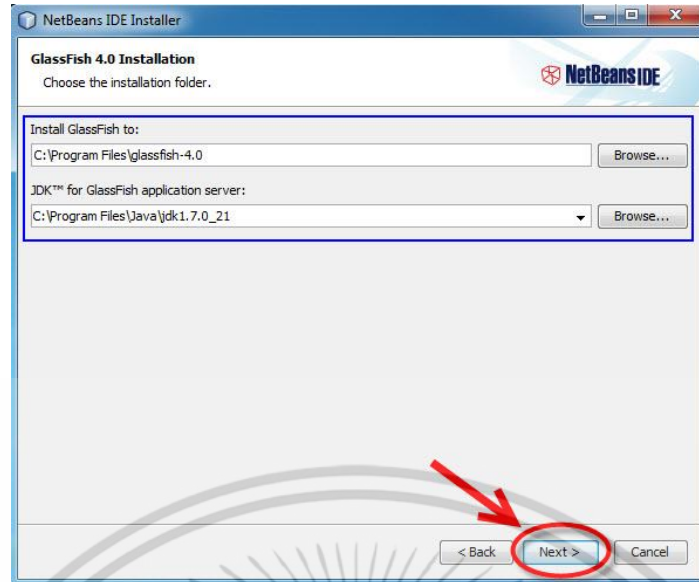 NetBeans IDE Installer
GlassFish 4.0 Installation
Choose the installation folder.
NetBeans IDE
Install GlassFish to:
C:\Program Files\glassfish-4.0
Browse...
JDK™ for GlassFish application server:
C:\Program Files\Java\jdk1.7.0_21
Browse...
< Back
Next >
Cancel